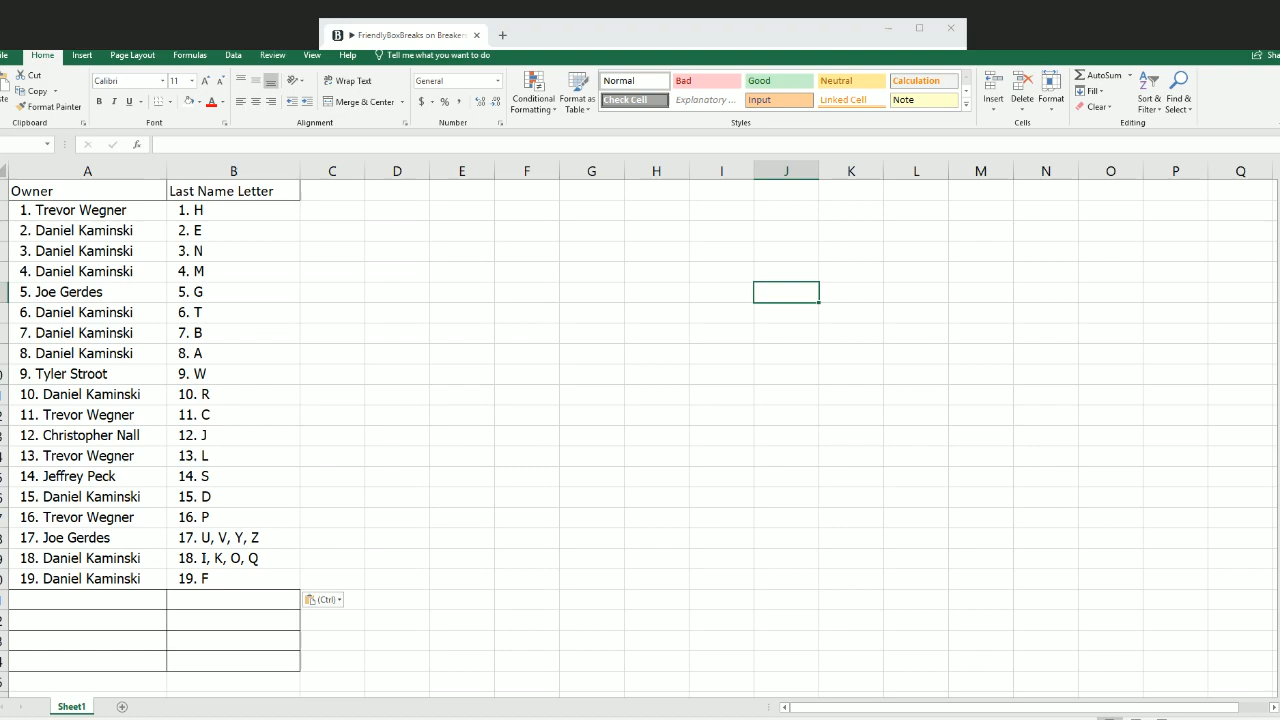 FriendlyBoxBreaks on Breakers
Home Insert Page Layout Formulas Data Review View Help Tell me what you want to do
Cut
Copy
Format Painter
Clipboard
Calibri 11
Font
Wrap Text
Merge & Center
Alignment
General
Number
Conditional Formatting
Format as Table
Normal Bad Good Neutral Calculation
Check Cell Explanatory ... Input Linked Cell Note
Styles
Insert Delete Format
Cells
AutoSum
Fill
Clear
Sort & Filter
Find & Select
Editing
fx
A B C D E F G H I J K L M N O P Q
Owner Last Name Letter
1. Trevor Wegner 1. H
2. Daniel Kaminski 2. E
3. Daniel Kaminski 3. N
4. Daniel Kaminski 4. M
5. Joe Gerdes 5. G
6. Daniel Kaminski 6. T
7. Daniel Kaminski 7. B
8. Daniel Kaminski 8. A
9. Tyler Stroot 9. W
10. Daniel Kaminski 10. R
11. Trevor Wegner 11. C
12. Christopher Nall 12. J
13. Trevor Wegner 13. L
14. Jeffrey Peck 14. S
15. Daniel Kaminski 15. D
16. Trevor Wegner 16. P
17. Joe Gerdes 17. U, V, Y, Z
18. Daniel Kaminski 18. I, K, O, Q
19. Daniel Kaminski 19. F
(Ctrl)
Sheet1